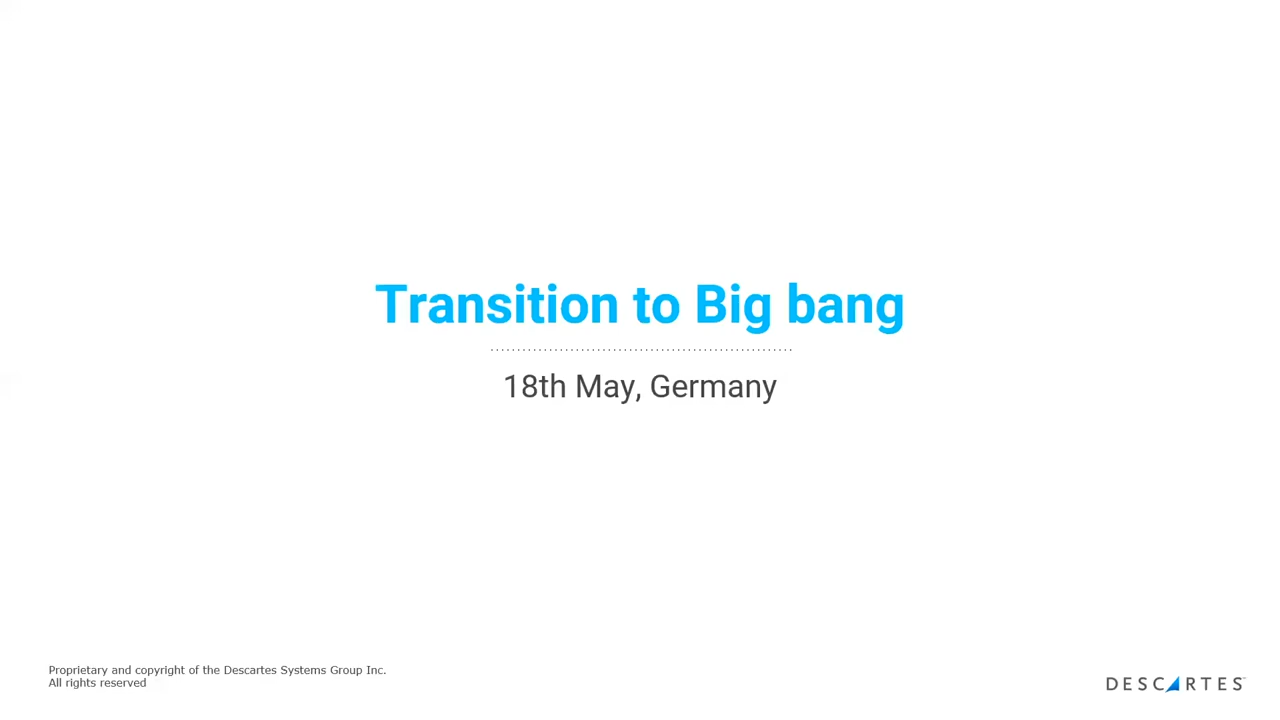 Transition to Big bang
18th May, Germany
Proprietary and copyright of the Descartes Systems Group Inc.
All rights reserved
DESCARTES